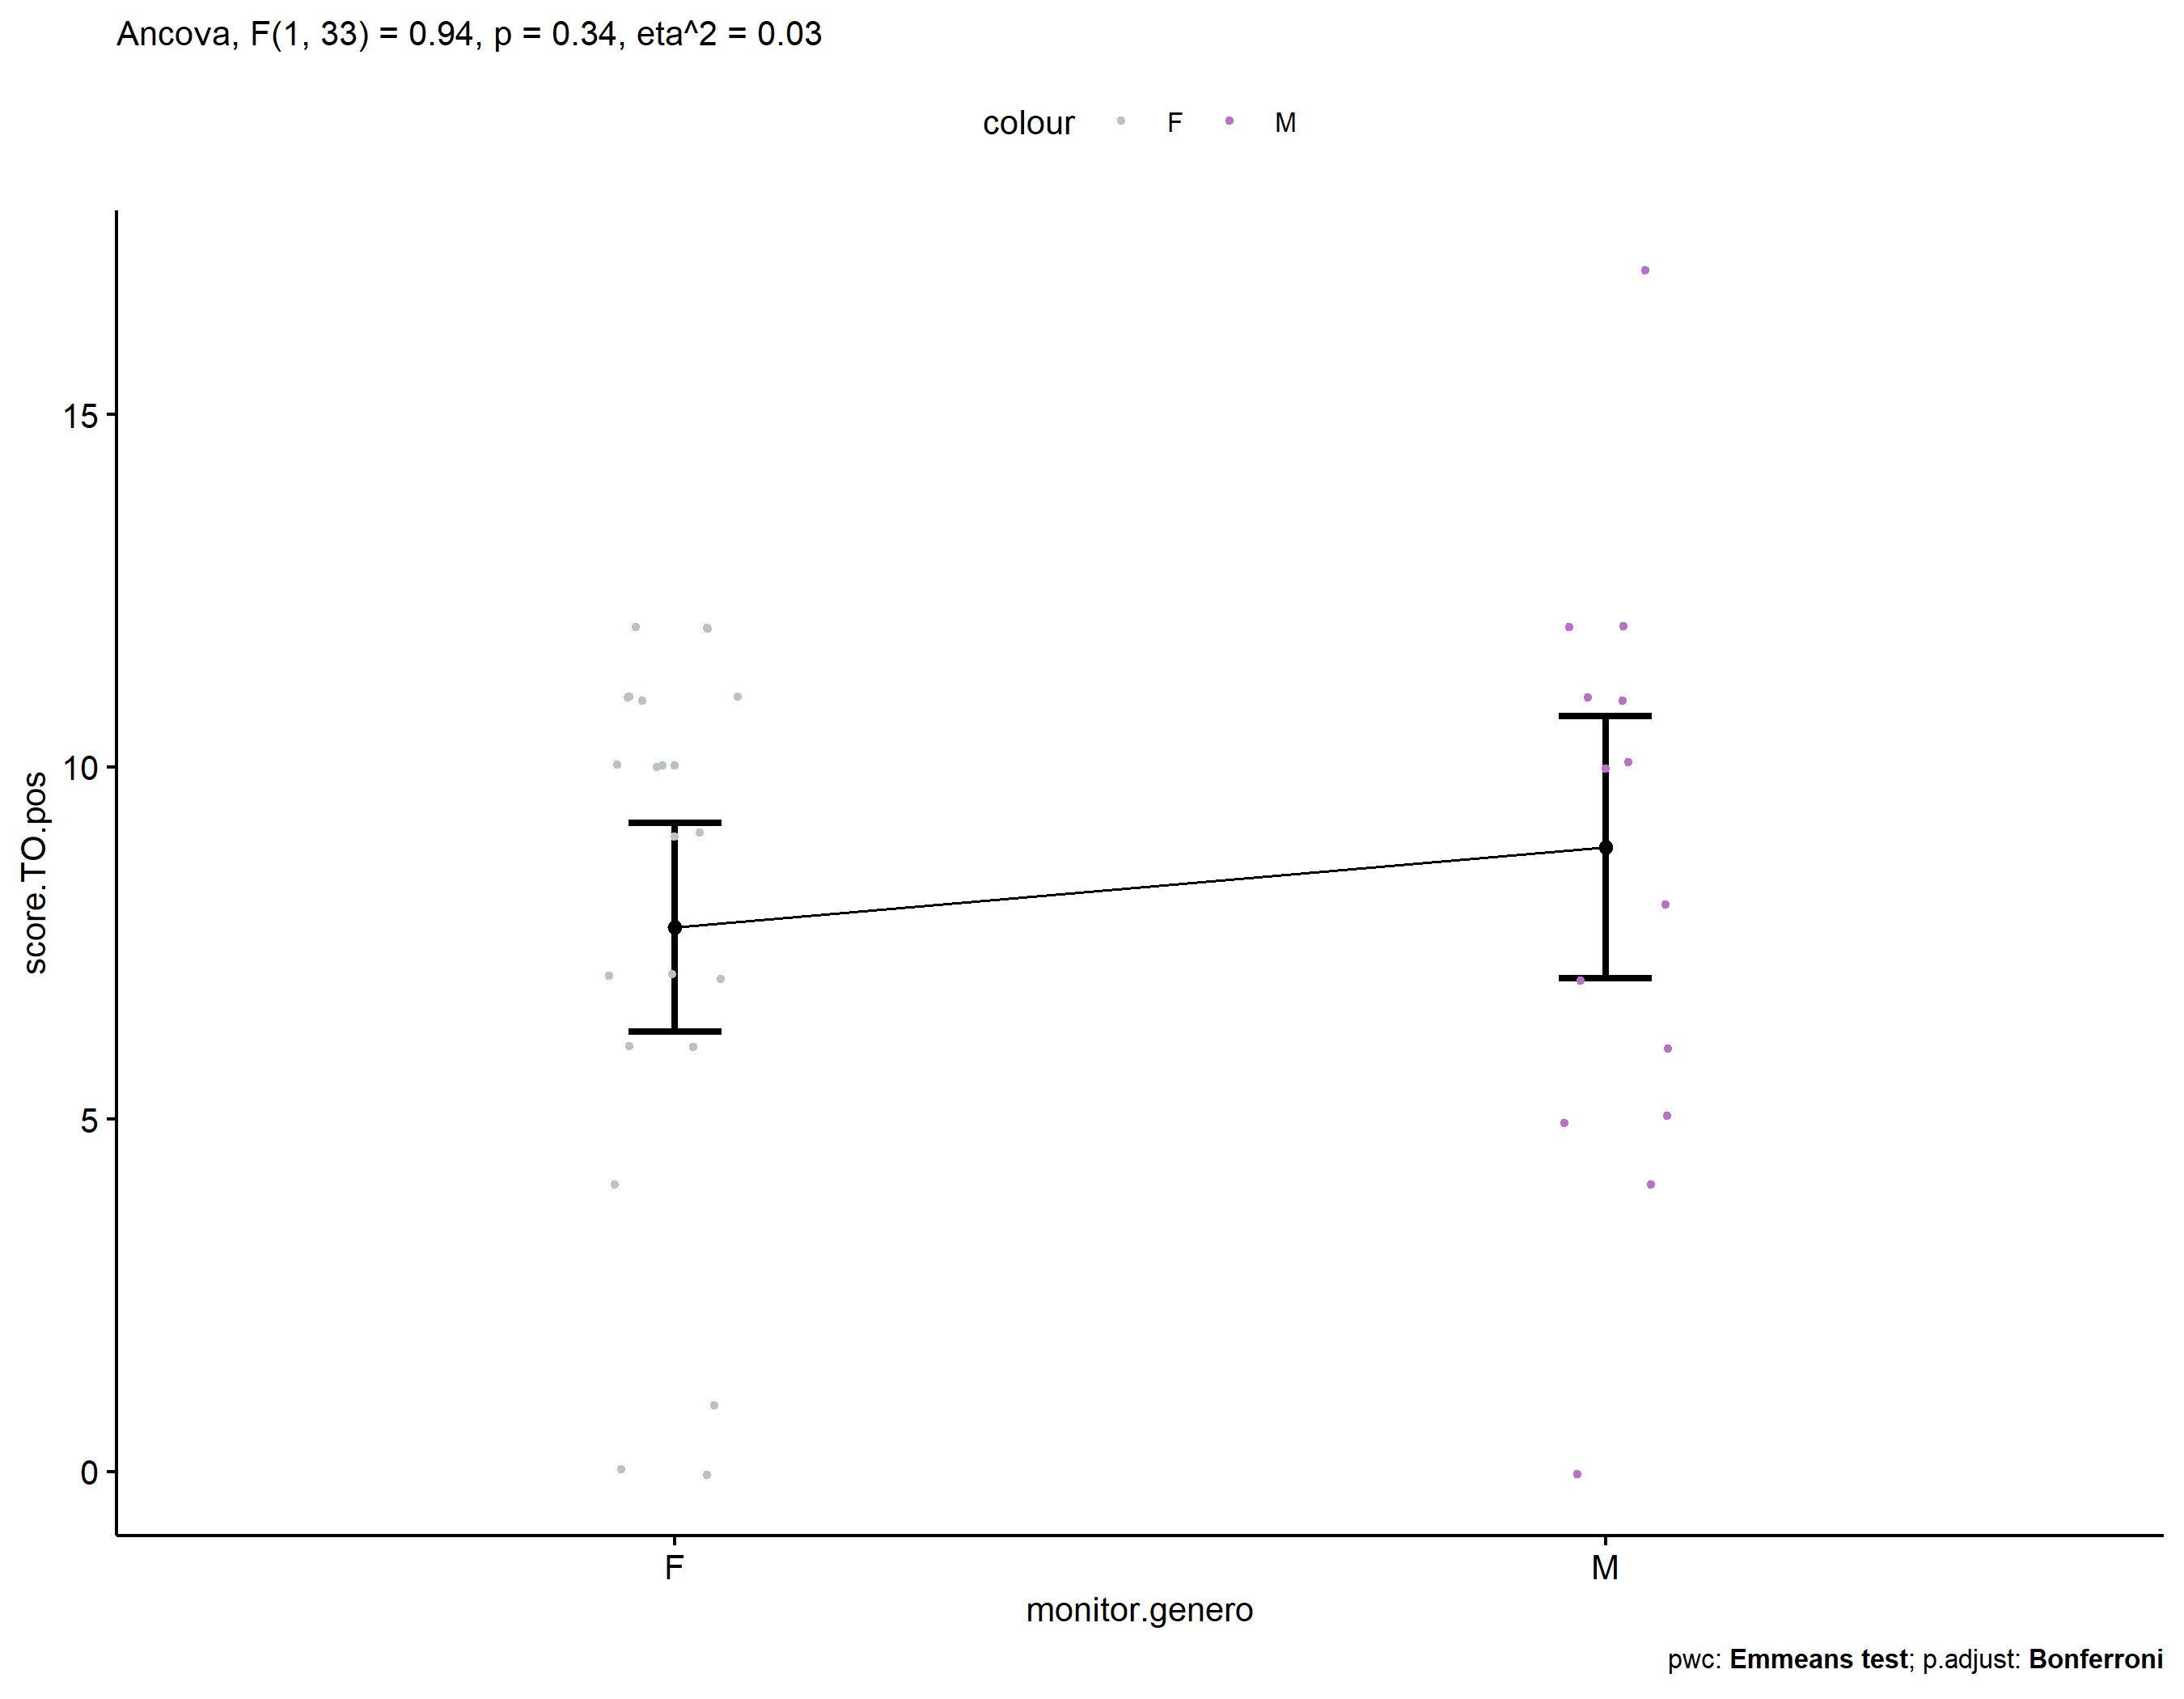 Ancova, F(1, 33) = 0.94, p = 0.34, eta^2 = 0.03
colour F M
score.TO.pos
15
10
5
0
F M
monitor.genero
pwc: Emmeans test; p.adjust: Bonferroni